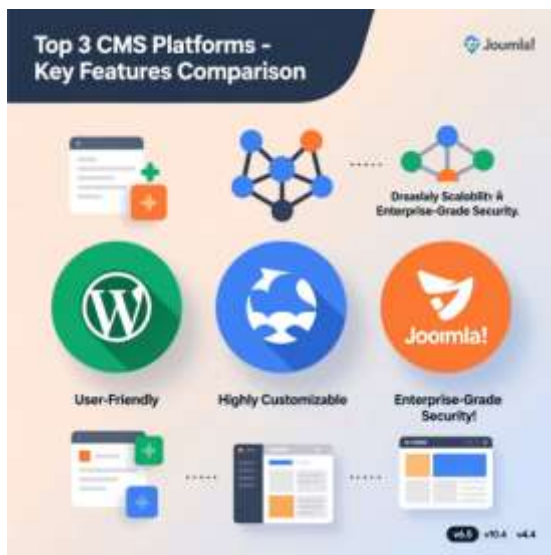 Top 3 CMS Platforms -
Key Features Comparison
Joumla!
Enterprise-Grade Security.
W
Joomla!
User-Friendly
Highly Customizable
Enterprise-Grade
Security!
v10.4 v4.4